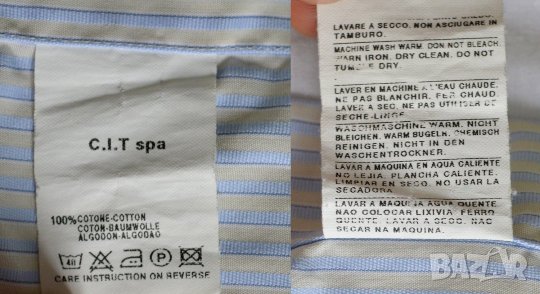 C.I.T spa
100%COTONE-COTTON
COTON-BAUMWOLLE
ALGODON-ALGODAO
P
CARE INSTRUCTION ON REVERSE
LAVARE A SECCO. NON ASCIUGARE IN
TAMBURO.
MACHINE WASH WARM. DON NOT BLEACH.
WARM IRON. DRY CLEAN. DO NOT
TUMBLE DRY.
LAVER EN MACHINE A L'EAU CHAUDE.
NE PAS BLANCHIR. FER CHAUD.
LAVER A SEC. NE PAS UTILISER DE
SECHE-LINGE.
WASCHMASCHINE WARM. NICHT
BLEICHEN. WARM BUGELN. CHEMISCH
REINIGEN. NICHT IN DEN
WASCHENTROCKNER.
LAVAR A MAQUINA EN AQUA CALIENTE
NO LEJIA. PLANCHA CALIENTE.
LIMPIAR EN SECO. NO USAR LA
SECADORA
LAVAR A MAQUINA EM AQUA QUENTE
NAO COLOCAR LIXIVIA. FERRO
QUENTE. LAVAR A SECO. NAO
SECAR NA MAQUINA.
BAZAR